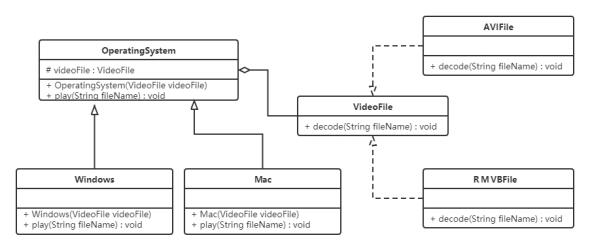 OperatingSystem
# videoFile : VideoFile
+ OperatingSystem(VideoFile videoFile)
+ play(String fileName) : void
AVIFile
+ decode(String fileName) : void
VideoFile
+ decode(String fileName) : void
Windows
+ Windows(VideoFile videoFile)
+ play(String fileName) : void
Mac
+ Mac(VideoFile videoFile)
+ play(String fileName) : void
RMVBFile
+ decode(String fileName) : void